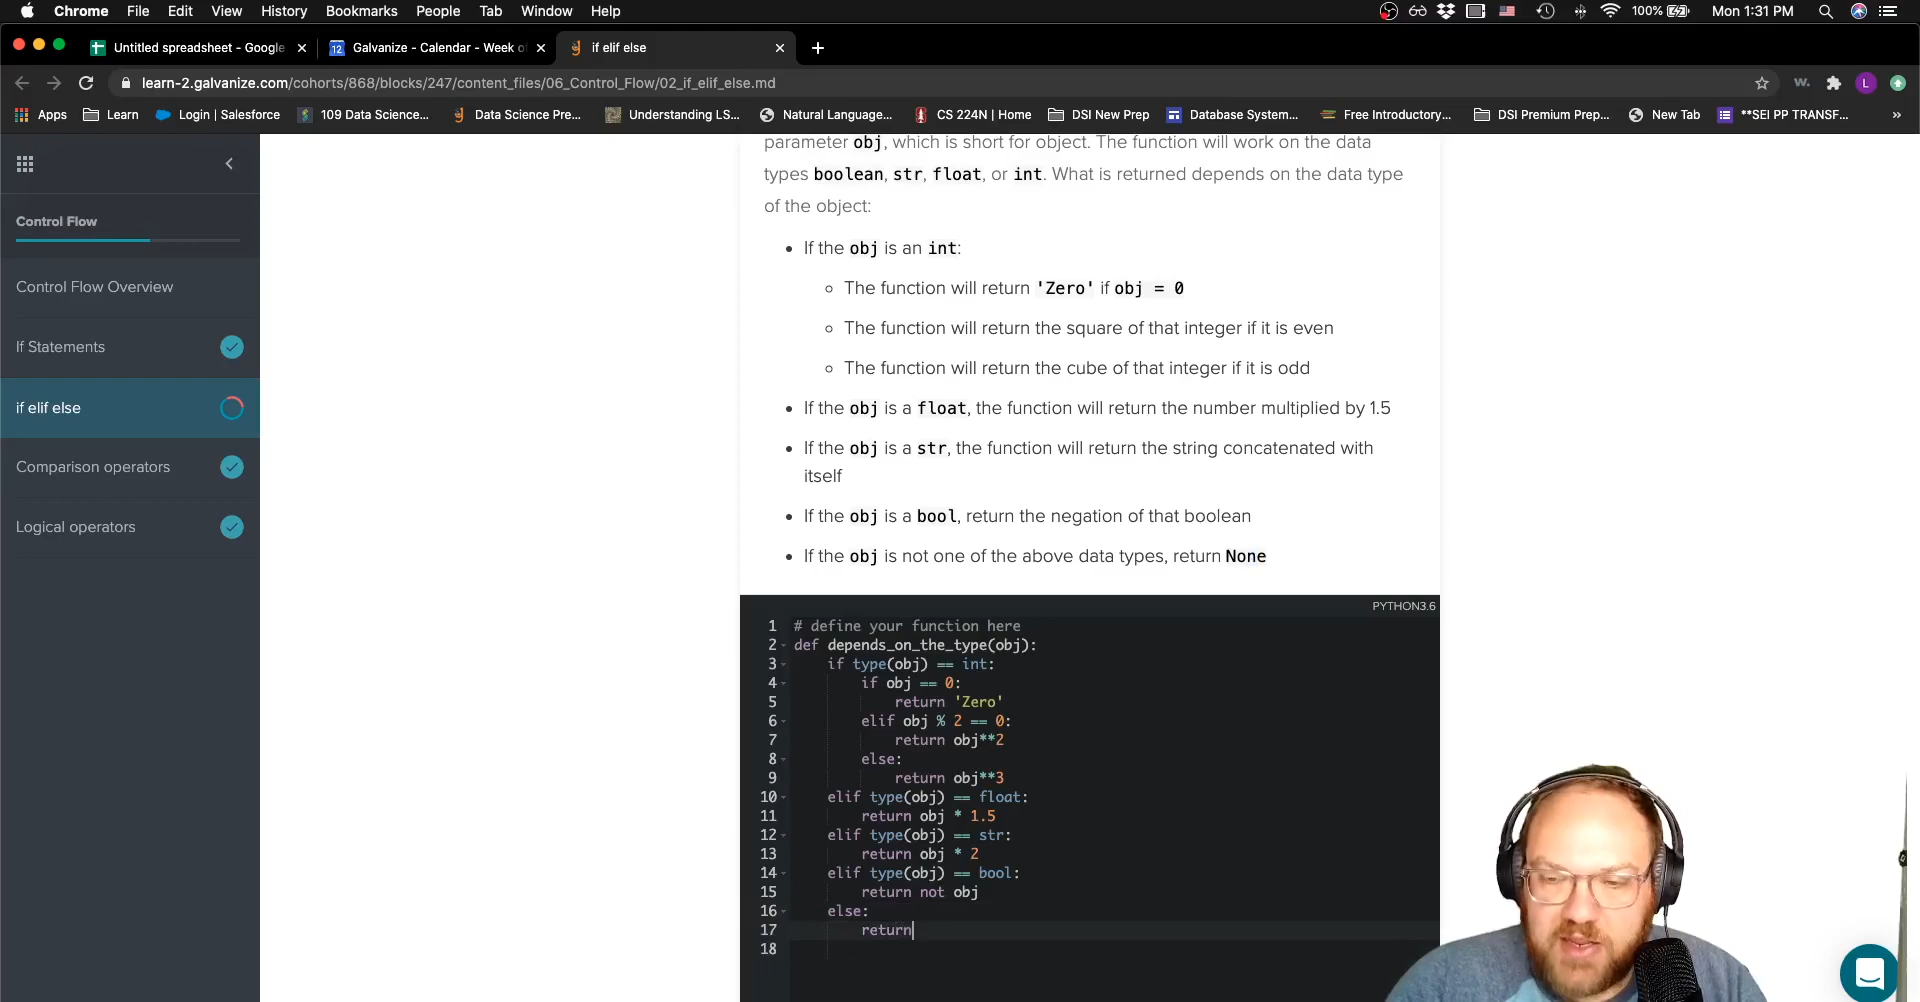 Chrome File Edit View History Bookmarks People Tab Window Help 100% Mon 1:31 PM
Untitled spreadsheet - Google Galvanize - Calendar - Week of if elif else
learn-2.galvanize.com/cohorts/868/blocks/247/content_files/06_Control_Flow/02_if_elif_else.md
Apps Learn Login | Salesforce 109 Data Science... Data Science Pre... Understanding LS... Natural Language... CS 224N | Home DSI New Prep Database System... Free Introductory... DSI Premium Prep... New Tab **SEI PP TRANSF... »
Control Flow
Control Flow Overview
If Statements
if elif else
Comparison operators
Logical operators
parameter obj, which is short for object. The function will work on the data
types boolean, str, float, or int. What is returned depends on the data type
of the object:
• If the obj is an int:
◦ The function will return 'Zero' if obj = 0
◦ The function will return the square of that integer if it is even
◦ The function will return the cube of that integer if it is odd
• If the obj is a float, the function will return the number multiplied by 1.5
• If the obj is a str, the function will return the string concatenated with
itself
• If the obj is a bool, return the negation of that boolean
• If the obj is not one of the above data types, return None
PYTHON3.6
1 # define your function here
2 def depends_on_the_type(obj):
3 if type(obj) == int:
4 if obj == 0:
5 return 'Zero'
6 elif obj % 2 == 0:
7 return obj**2
8 else:
9 return obj**3
10 elif type(obj) == float:
11 return obj * 1.5
12 elif type(obj) == str:
13 return obj * 2
14 elif type(obj) == bool:
15 return not obj
16 else:
17 return
18